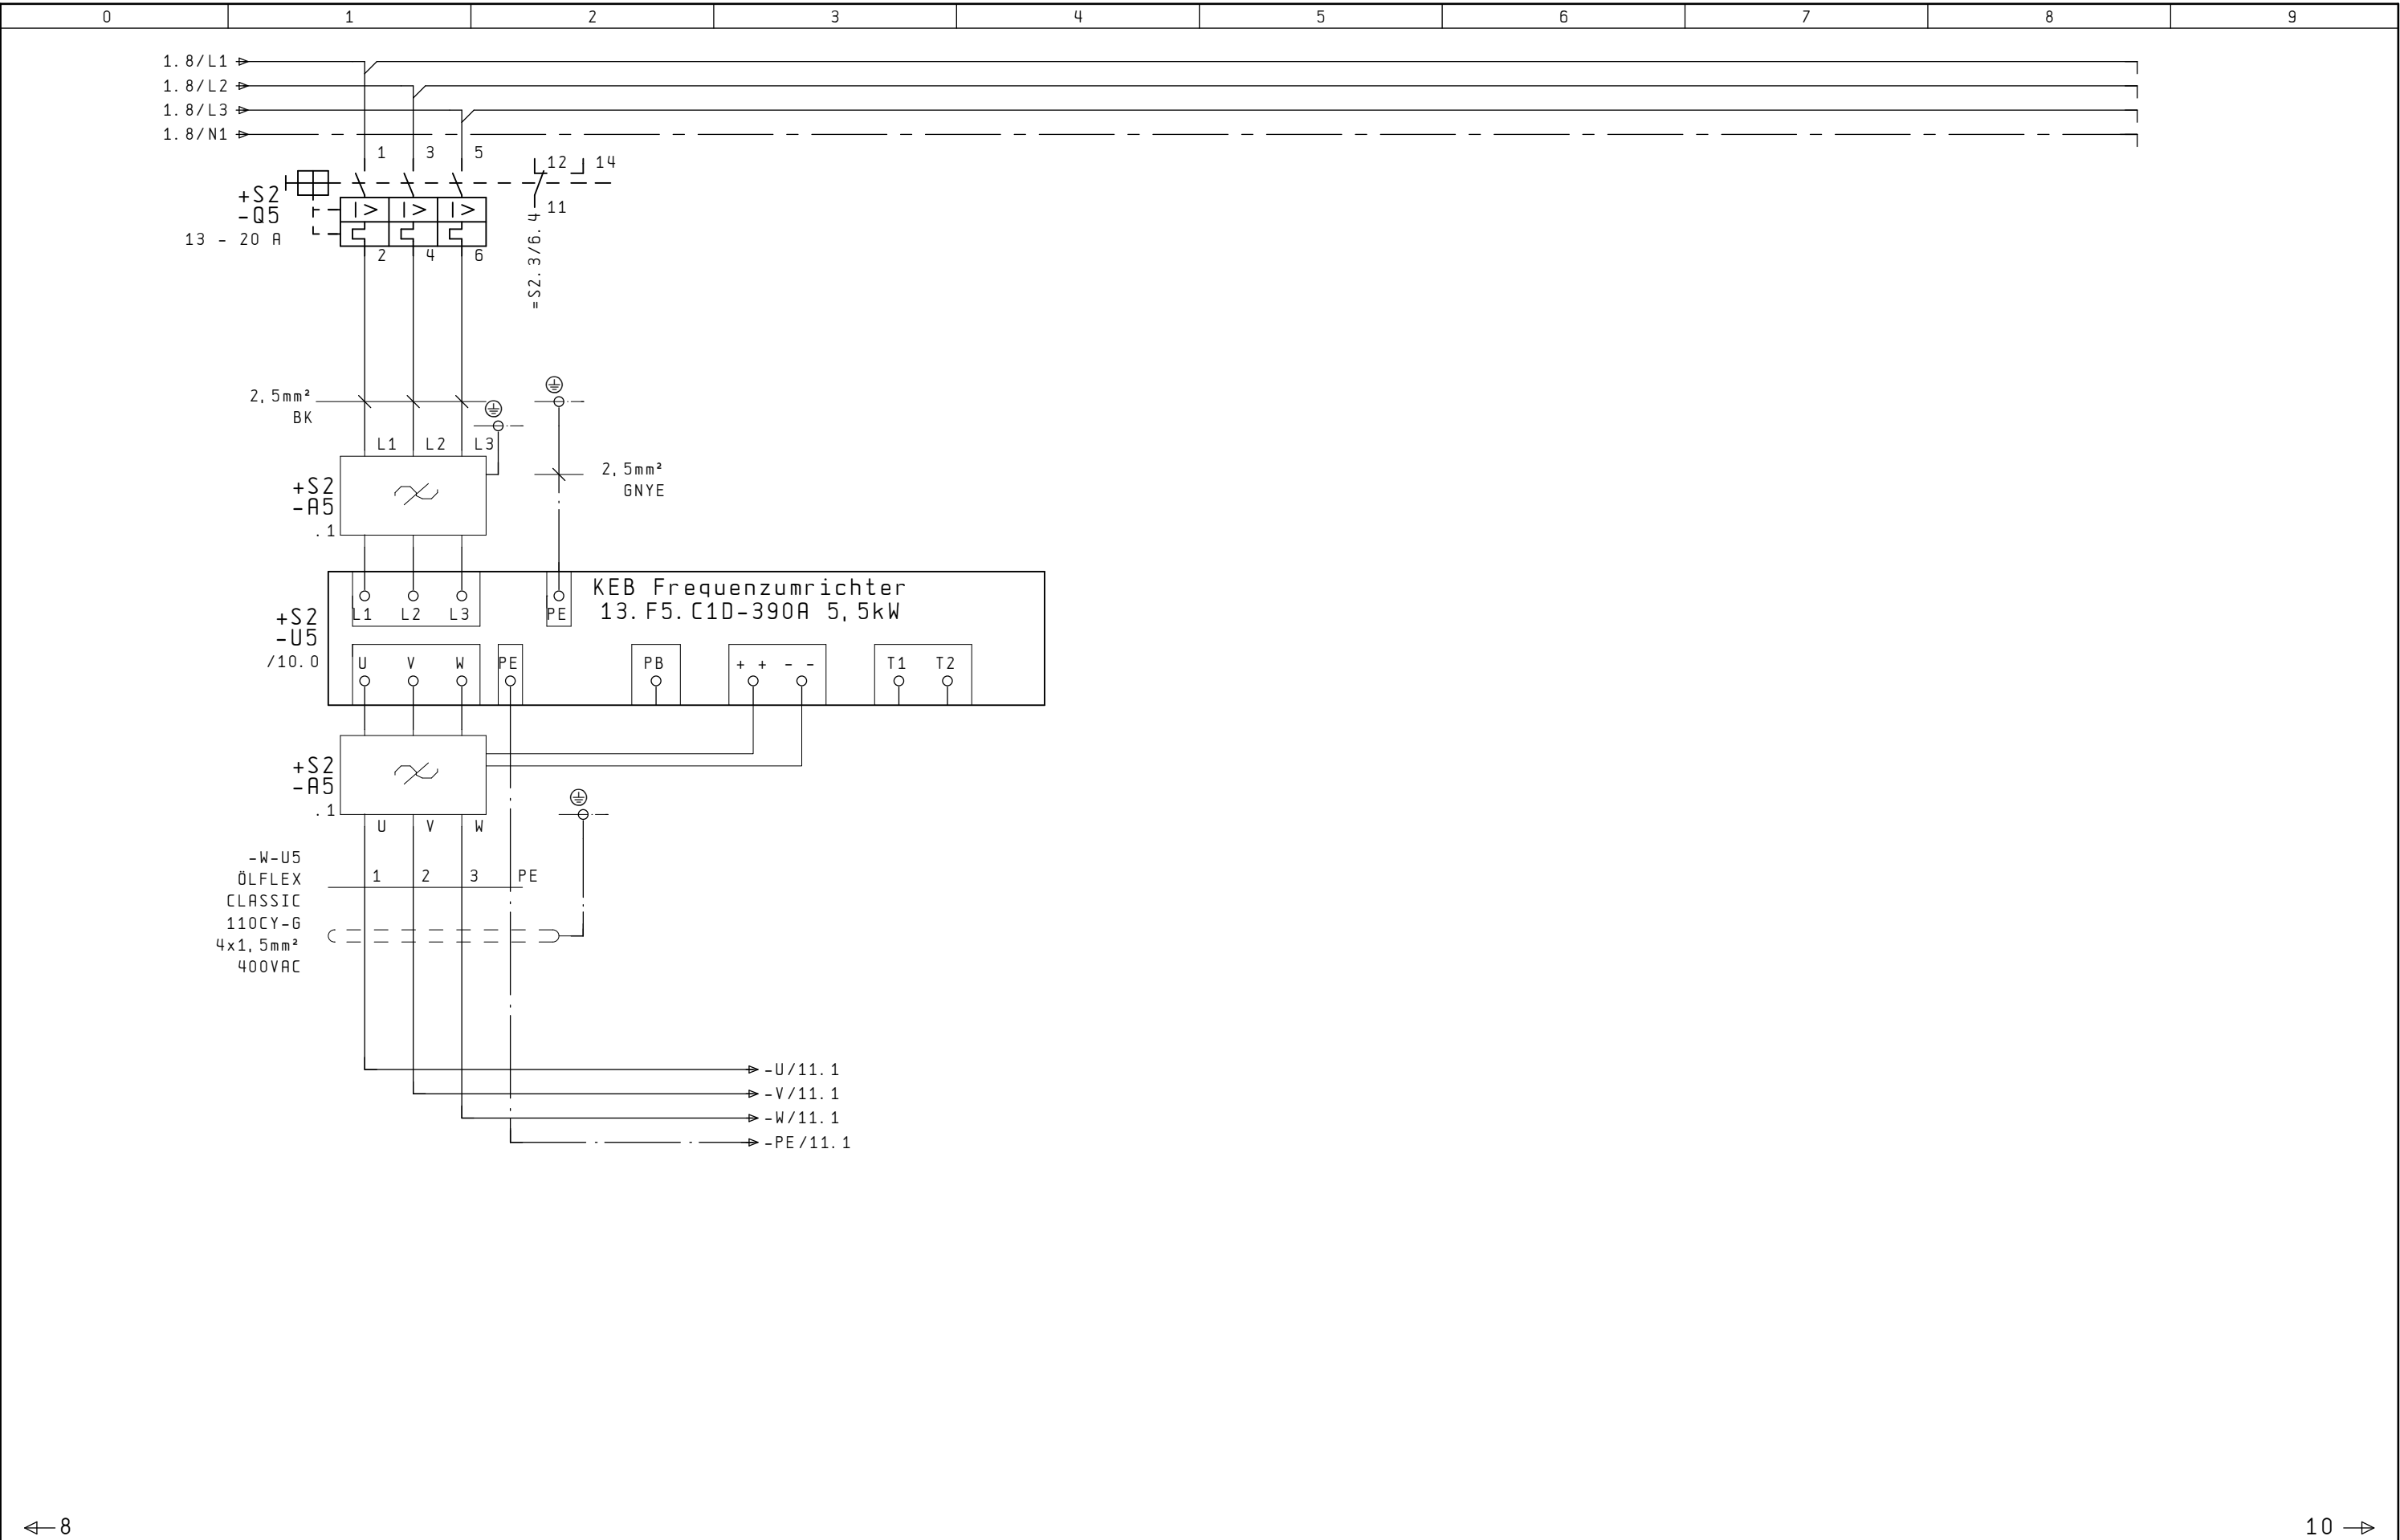 0 1 2 3 4 5 6 7 8 9
1.8/L1
1.8/L2
1.8/L3
1.8/N1
1 3 5 12 14
+S2
-Q5
13 - 20 A
I> I> I> 11
2 4 6
=S2.3/6.4
2,5mm²
BK
L1 L2 L3
2,5mm²
GNYE
+S2
-A5
.1
KEB Frequenzumrichter
13.F5.C1D-390A 5,5kW
L1 L2 L3 PE
+S2
-U5
/10.0
U V W PE PB + + - - T1 T2
+S2
-A5
.1
U V W
-W-U5
ÖLFLEX
CLASSIC
110CY-G
4x1,5mm²
400VAC
1 2 3 PE
-U/11.1
-V/11.1
-W/11.1
-PE/11.1
8 10